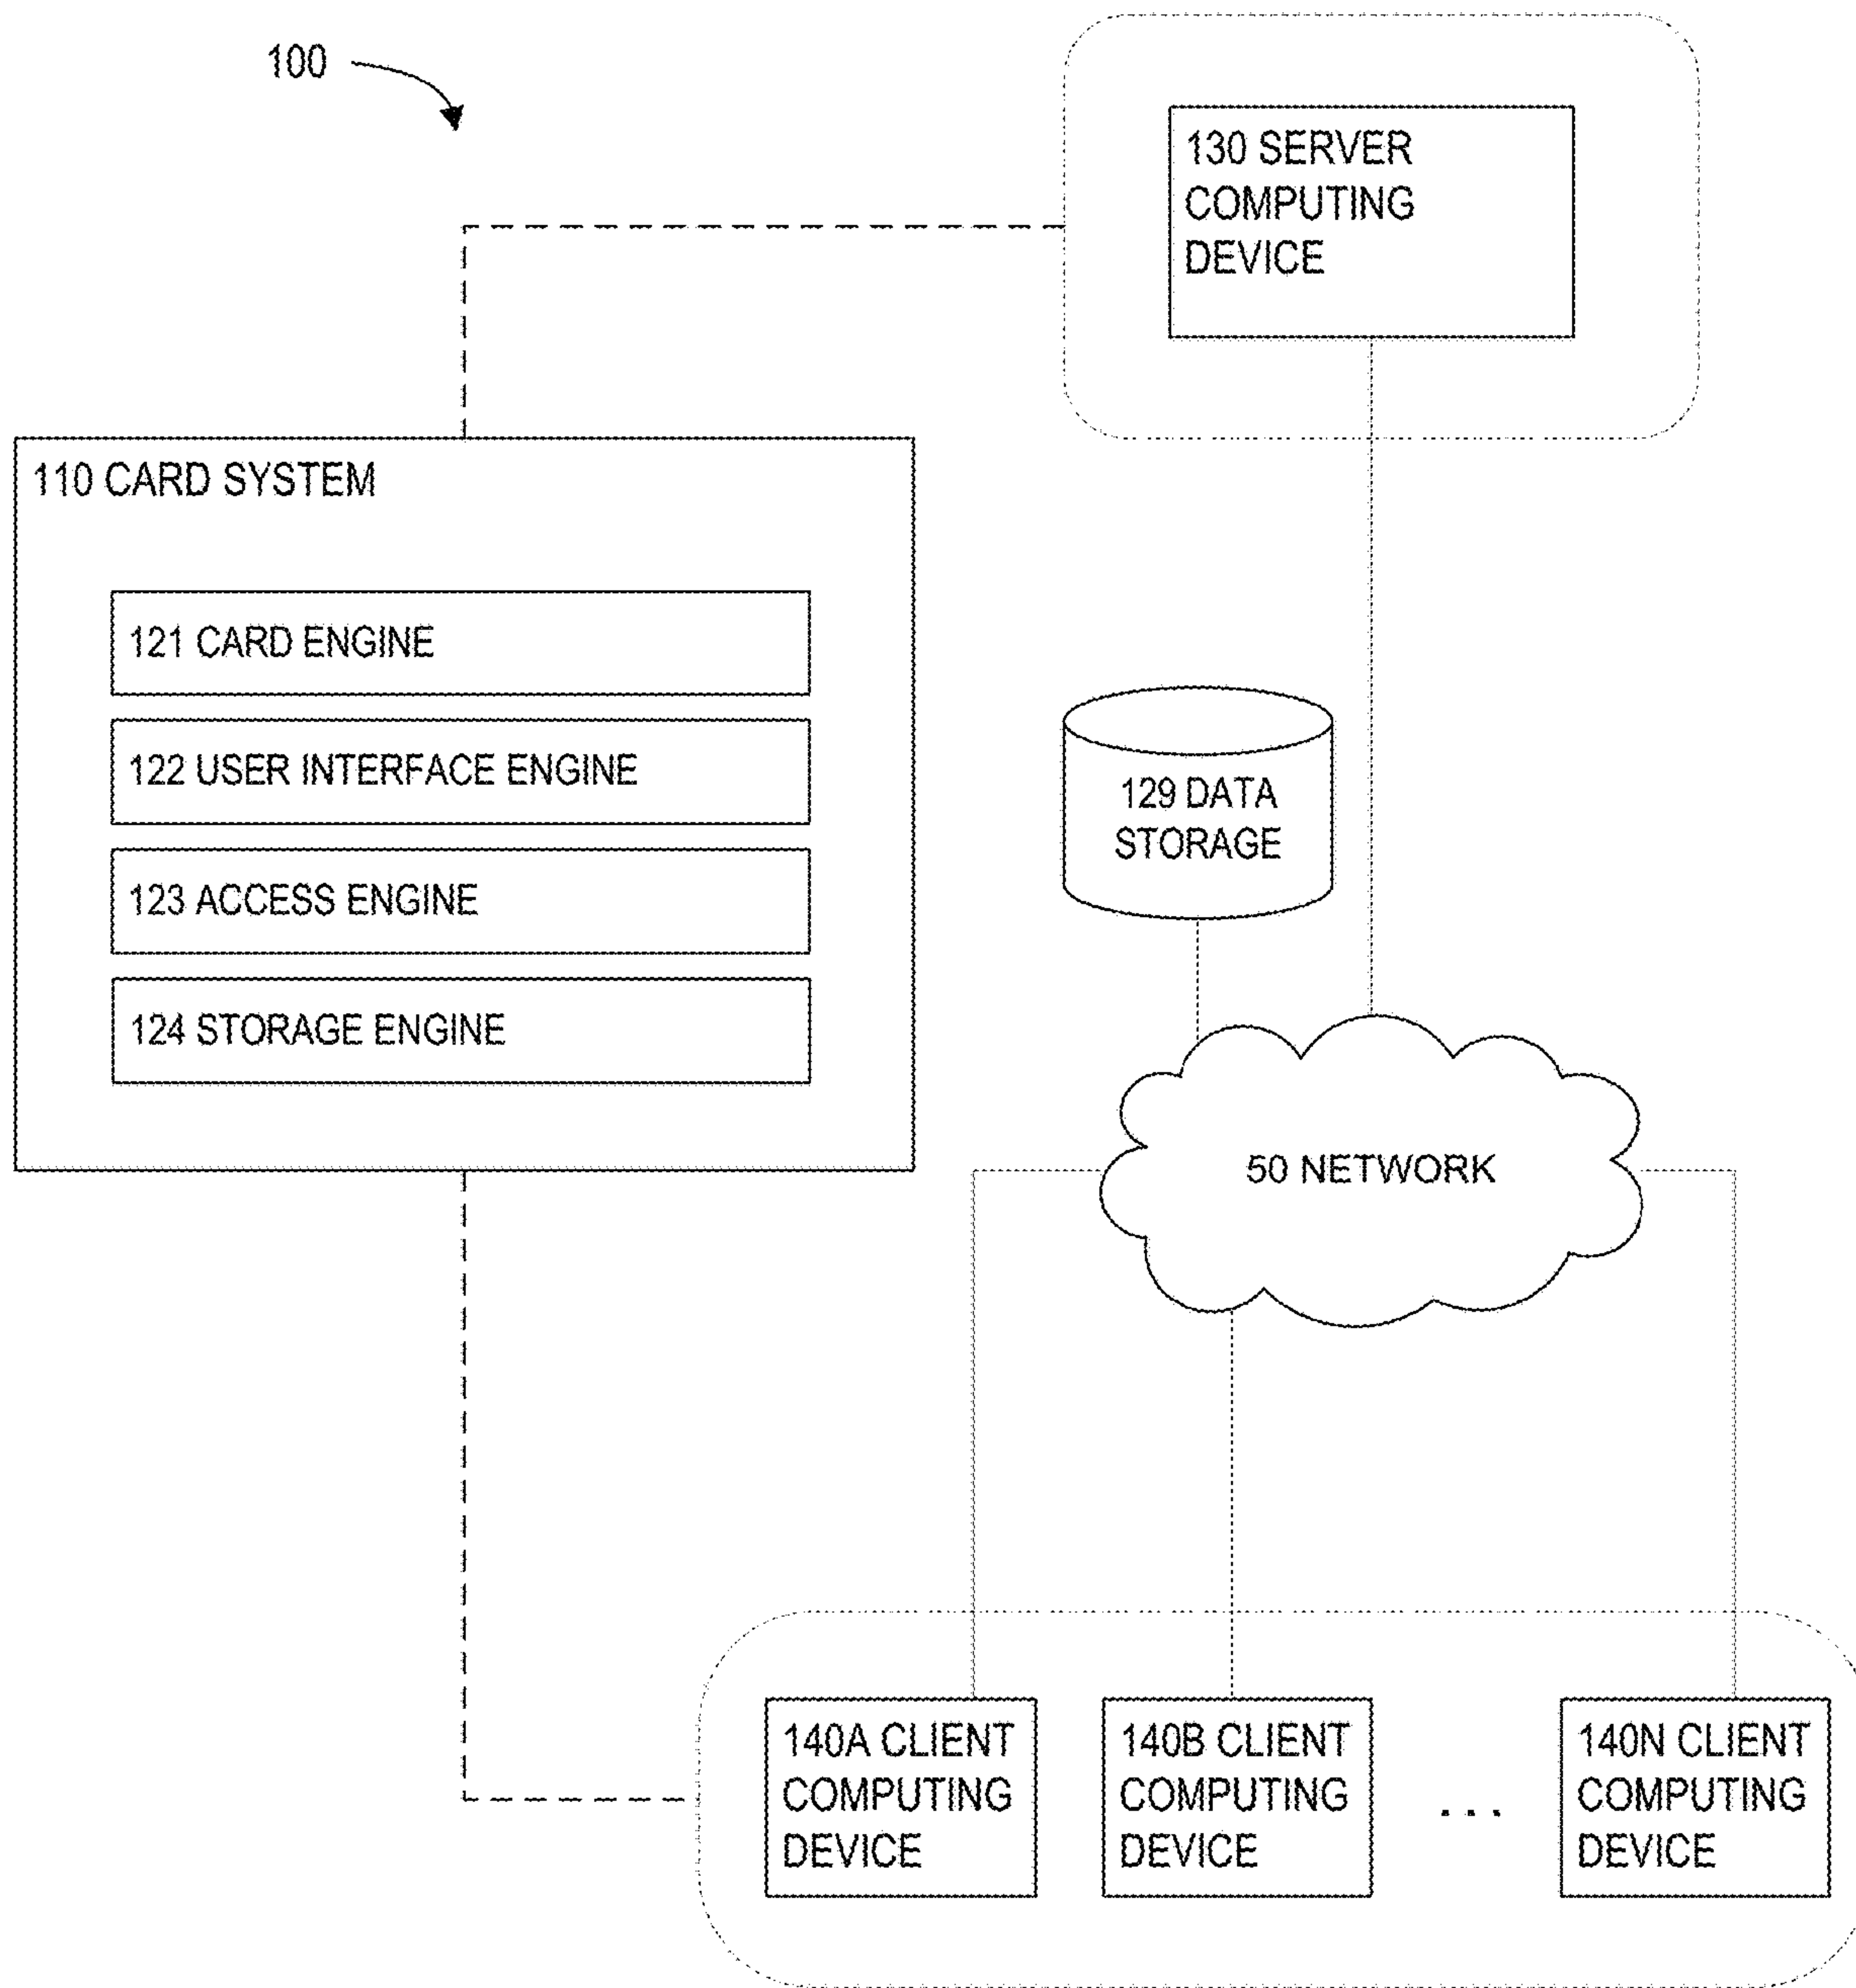 100
130 SERVER
COMPUTING
DEVICE
110 CARD SYSTEM
121 CARD ENGINE
122 USER INTERFACE ENGINE
123 ACCESS ENGINE
124 STORAGE ENGINE
129 DATA
STORAGE
50 NETWORK
140A CLIENT
COMPUTING
DEVICE
140B CLIENT
COMPUTING
DEVICE
...
140N CLIENT
COMPUTING
DEVICE